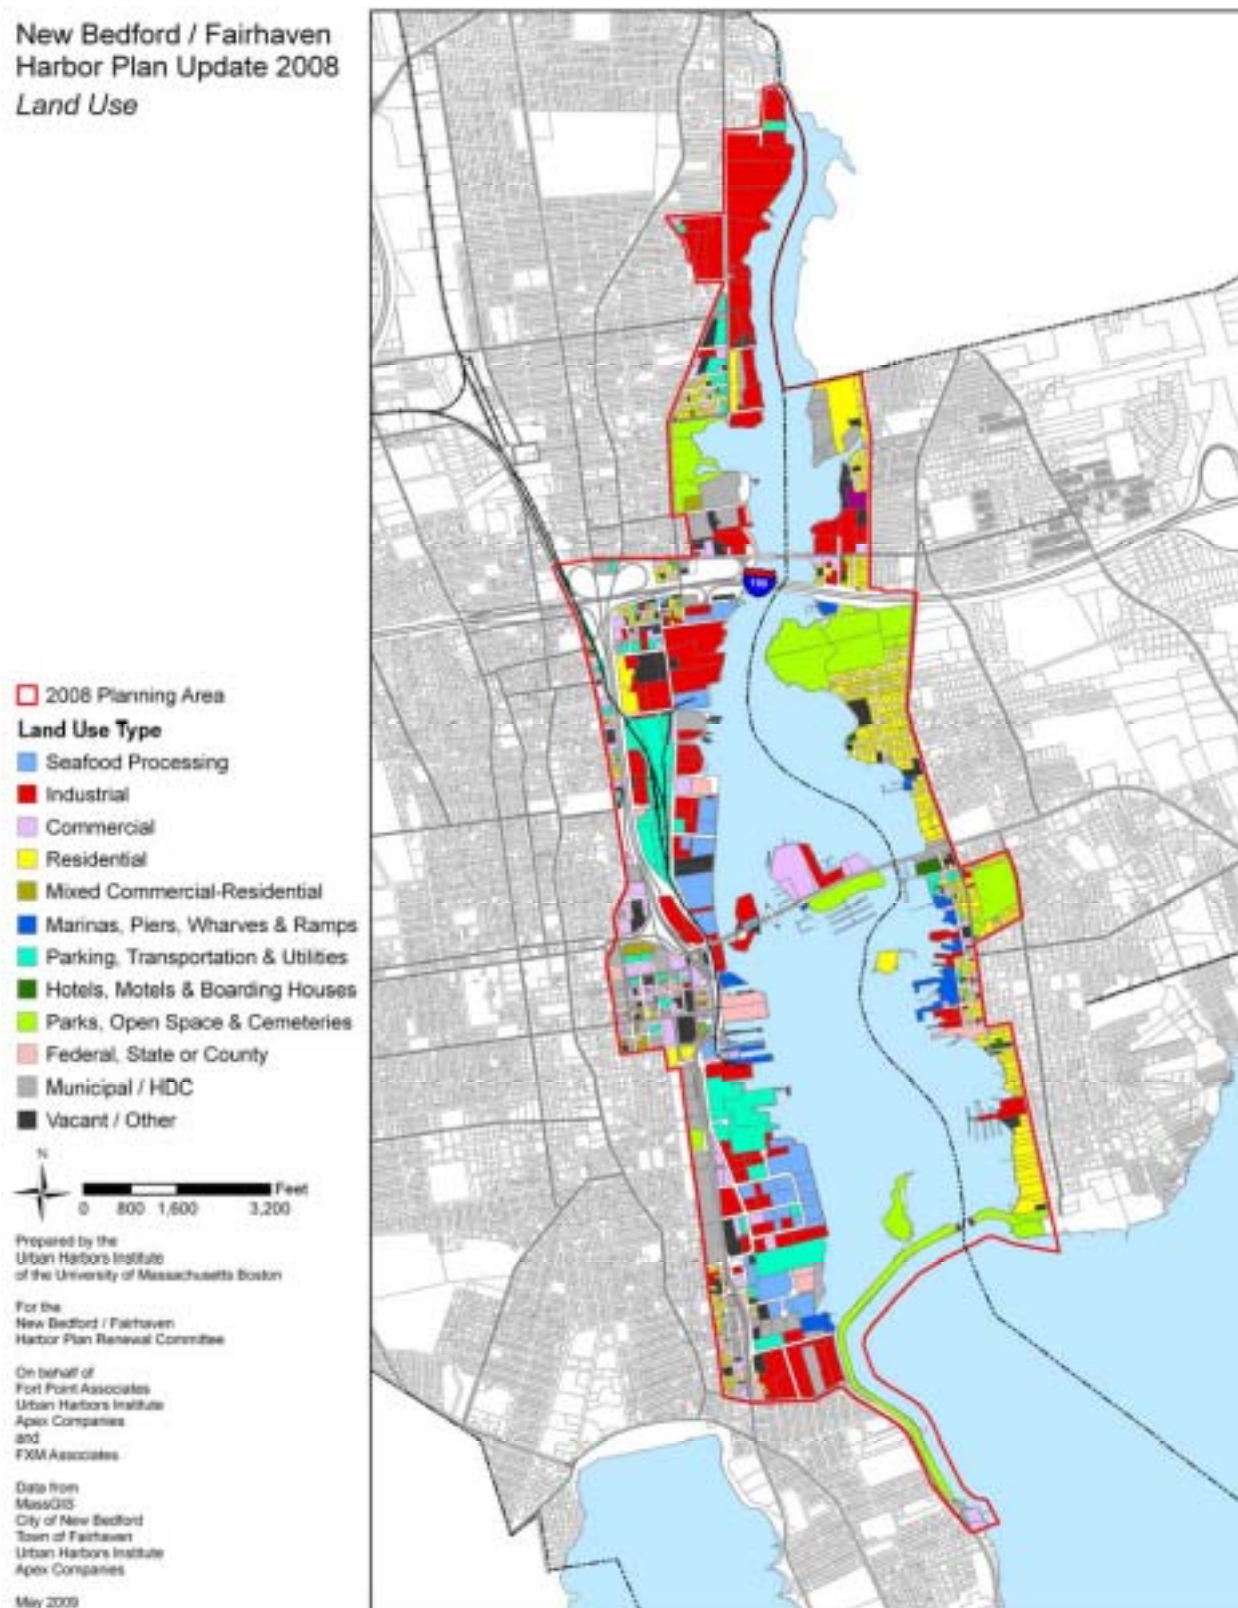 New Bedford / Fairhaven
Harbor Plan Update 2008
Land Use
2008 Planning Area
Land Use Type
Seafood Processing
Industrial
Commercial
Residential
Mixed Commercial-Residential
Marinas, Piers, Wharves & Ramps
Parking, Transportation & Utilities
Hotels, Motels & Boarding Houses
Parks, Open Space & Cemeteries
Federal, State or County
Municipal / HDC
Vacant / Other
N
Feet
0 800 1,600 3,200
Prepared by the
Urban Harbors Institute
of the University of Massachusetts Boston
For the
New Bedford / Fairhaven
Harbor Plan Renewal Committee
On behalf of
Fort Point Associates
Urban Harbors Institute
Apex Companies
and
FXM Associates
Data from
MassGIS
City of New Bedford
Town of Fairhaven
Urban Harbors Institute
Apex Companies
May 2009